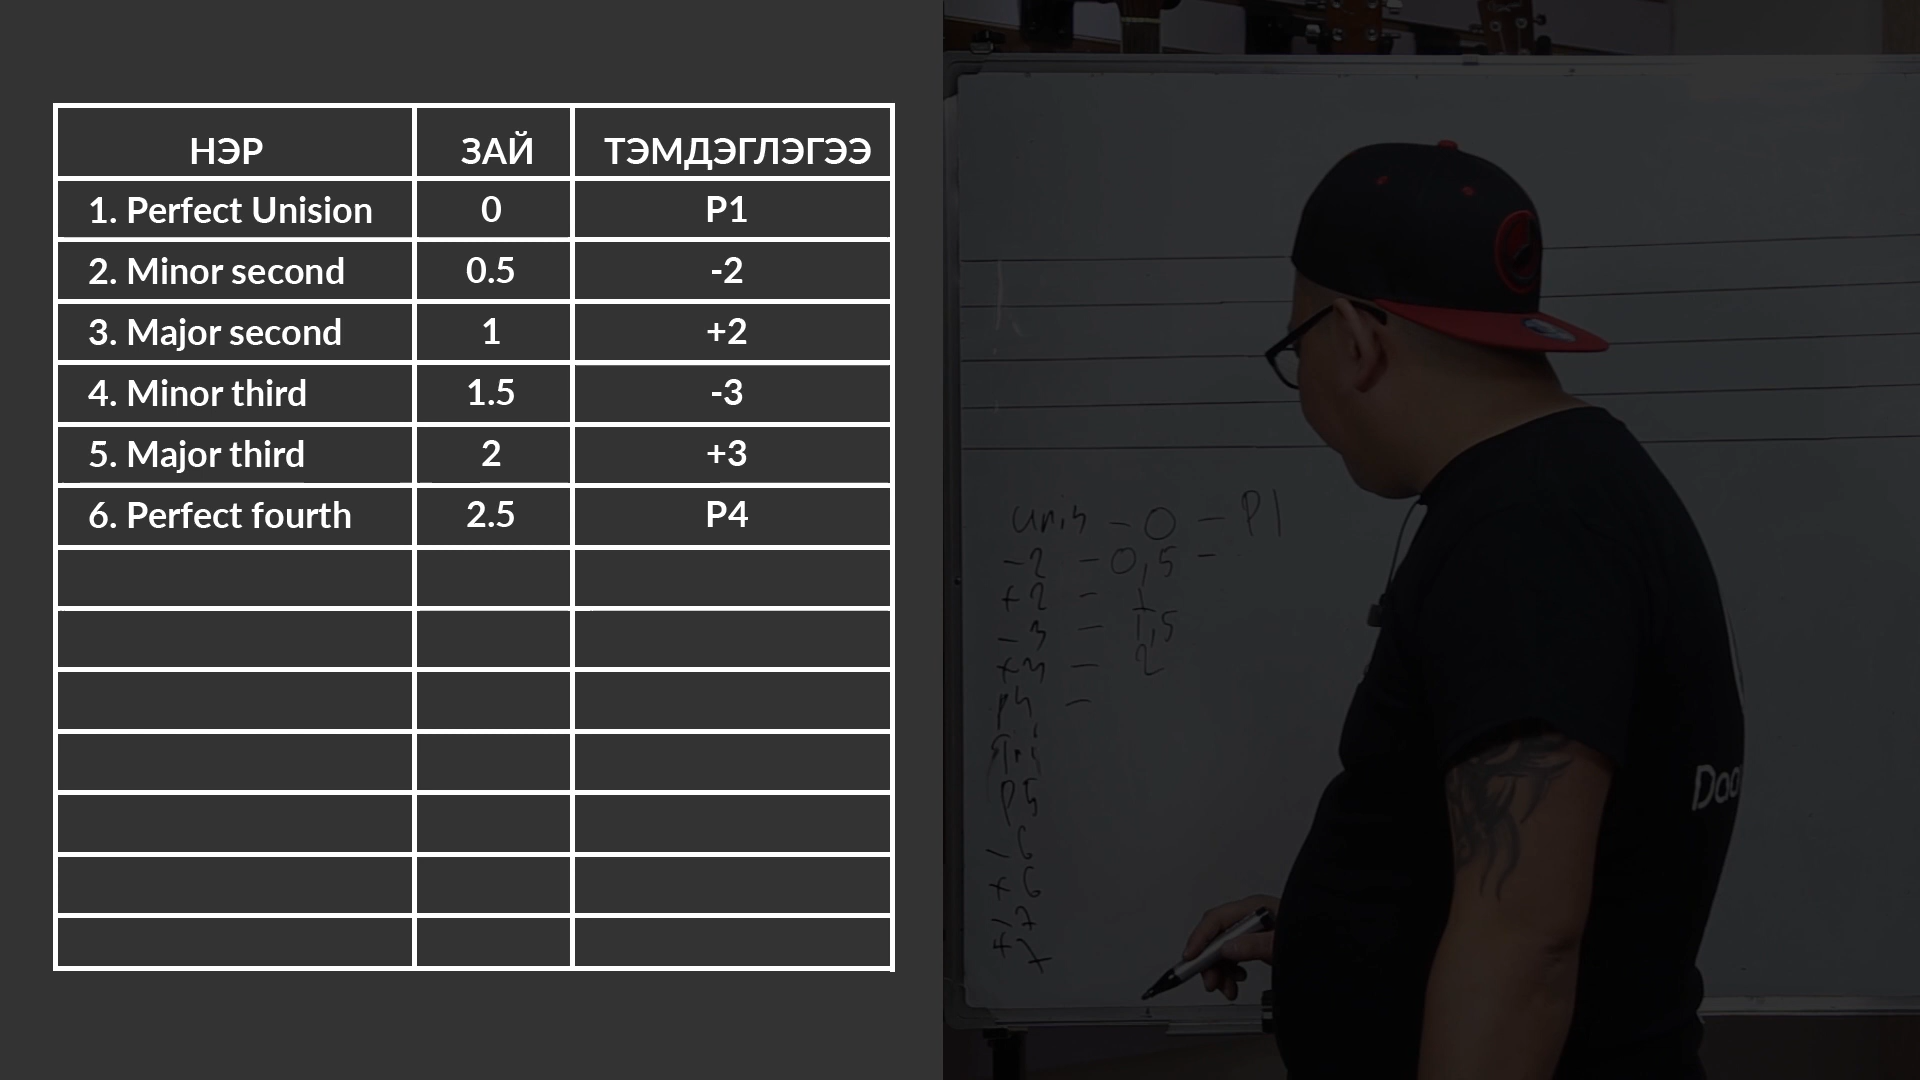 НЭР ЗАЙ ТЭМДЭГЛЭГЭЭ
1. Perfect Unision 0 P1
2. Minor second 0.5 -2
3. Major second 1 +2
4. Minor third 1.5 -3
5. Major third 2 +3
6. Perfect fourth 2.5 P4
unis - 0 - P1
-2 - 0,5 -
+2 - 1
-3 - 1,5
+3 - 2
P4 -
Tri
P5
- 6
+ 6
- 7
+ 7